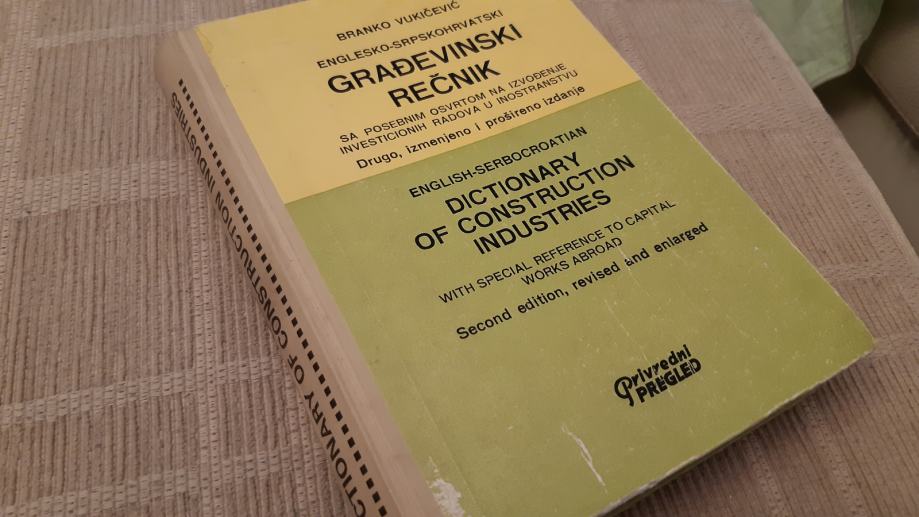 BRANKO VUKIČEVIĆ
ENGLESKO-SRPSKOHRVATSKI
GRAĐEVINSKI
REČNIK
SA POSEBNIM OSVRTOM NA IZVOĐENJE
INVESTICIONIH RADOVA U INOSTRANSTVU
Drugo, izmenjeno i prošireno izdanje
ENGLISH-SERBOCROATIAN
DICTIONARY
OF CONSTRUCTION
INDUSTRIES
WITH SPECIAL REFERENCE TO CAPITAL
WORKS ABROAD
Second edition, revised and enlarged
Privredni
PREGLED
CTIONARY OF CONSTRUCTION INDUSTRIES